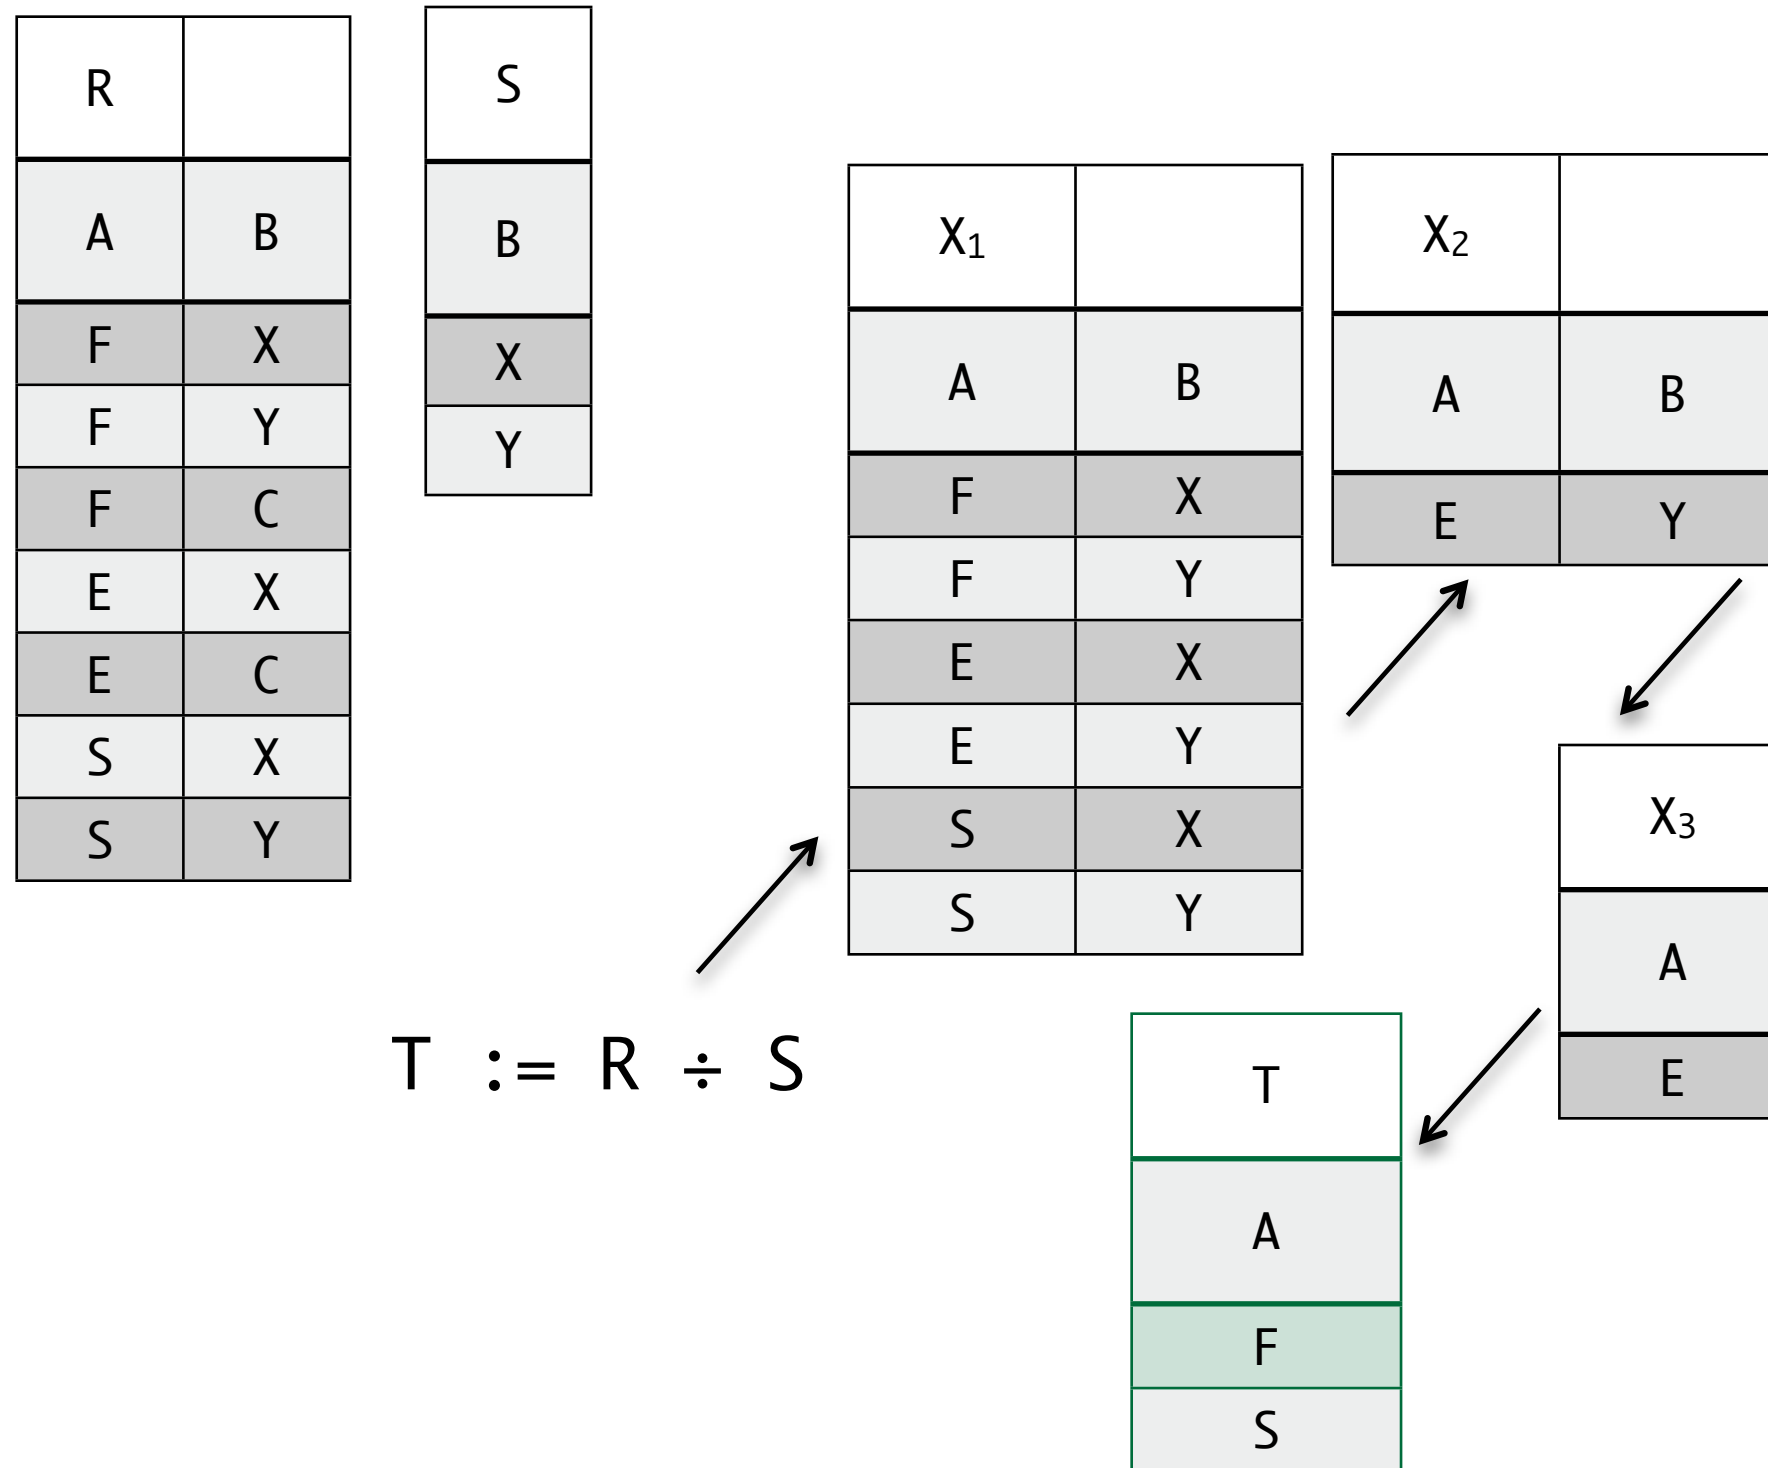 R
A B
F X
F Y
F C
E X
E C
S X
S Y
S
B
X
Y
X₁
A B
F X
F Y
E X
E Y
S X
S Y
X₂
A B
E Y
X₃
A
E
T := R ÷ S
T
A
F
S